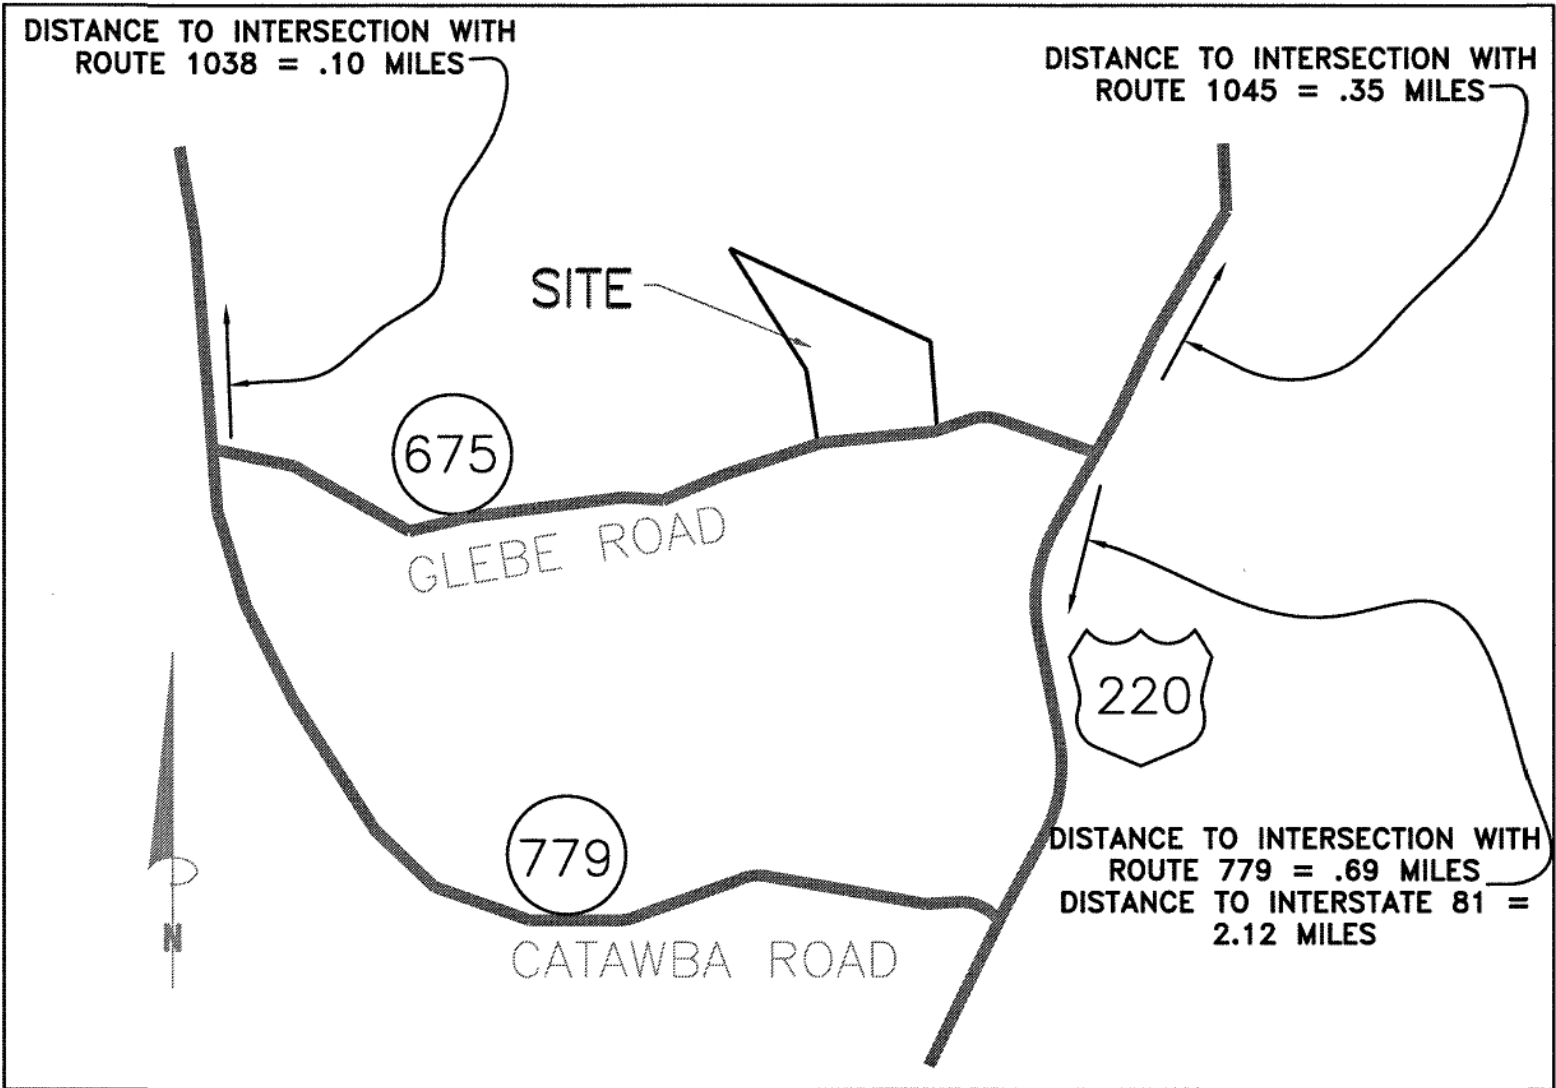 DISTANCE TO INTERSECTION WITH
ROUTE 1038 = .10 MILES
DISTANCE TO INTERSECTION WITH
ROUTE 1045 = .35 MILES
SITE
675
GLEBE ROAD
220
779
CATAWBA ROAD
DISTANCE TO INTERSECTION WITH
ROUTE 779 = .69 MILES
DISTANCE TO INTERSTATE 81 =
2.12 MILES
N